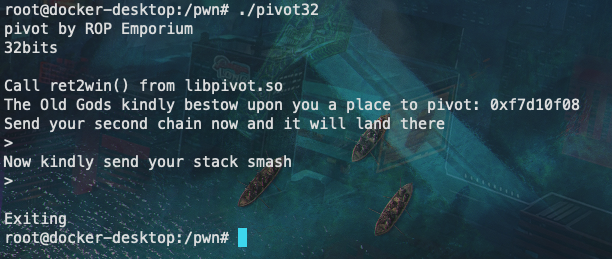 root@docker-desktop:/pwn# ./pivot32
pivot by ROP Emporium
32bits
Call ret2win() from libpivot.so
The Old Gods kindly bestow upon you a place to pivot: 0xf7d10f08
Send your second chain now and it will land there
>
Now kindly send your stack smash
>
Exiting
root@docker-desktop:/pwn#